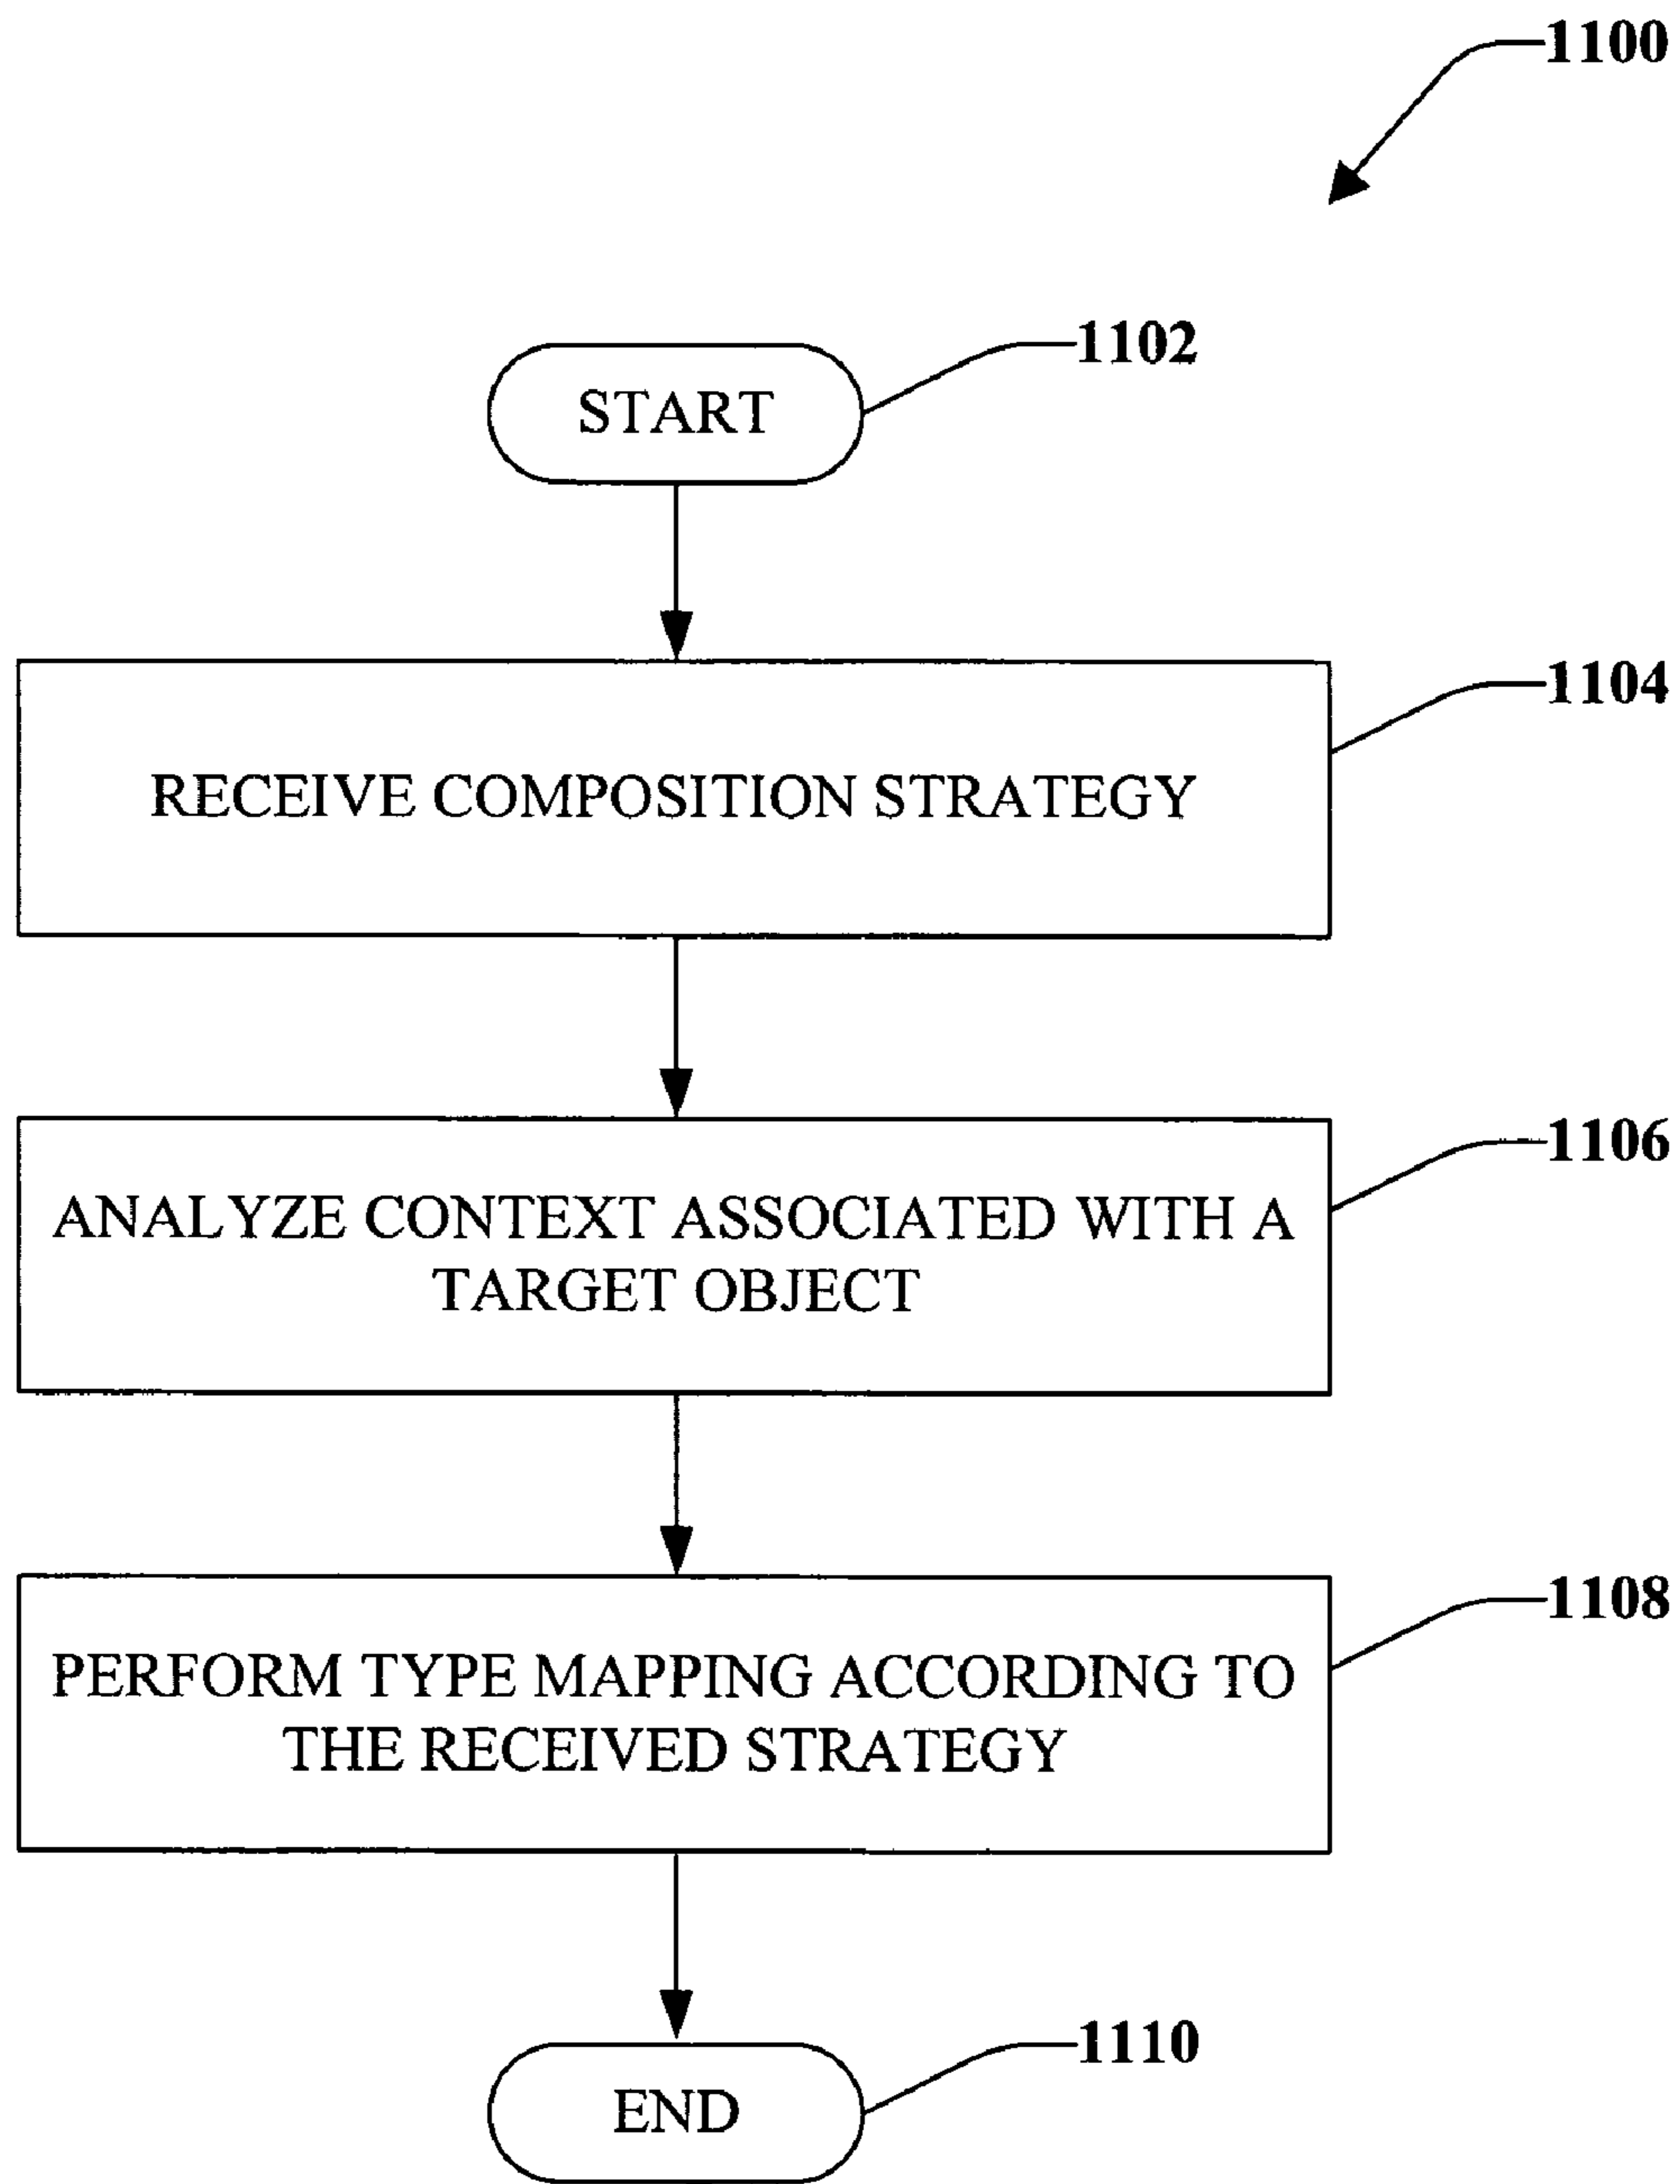 1100
1102
START
1104
RECEIVE COMPOSITION STRATEGY
1106
ANALYZE CONTEXT ASSOCIATED WITH A
TARGET OBJECT
1108
PERFORM TYPE MAPPING ACCORDING TO
THE RECEIVED STRATEGY
1110
END